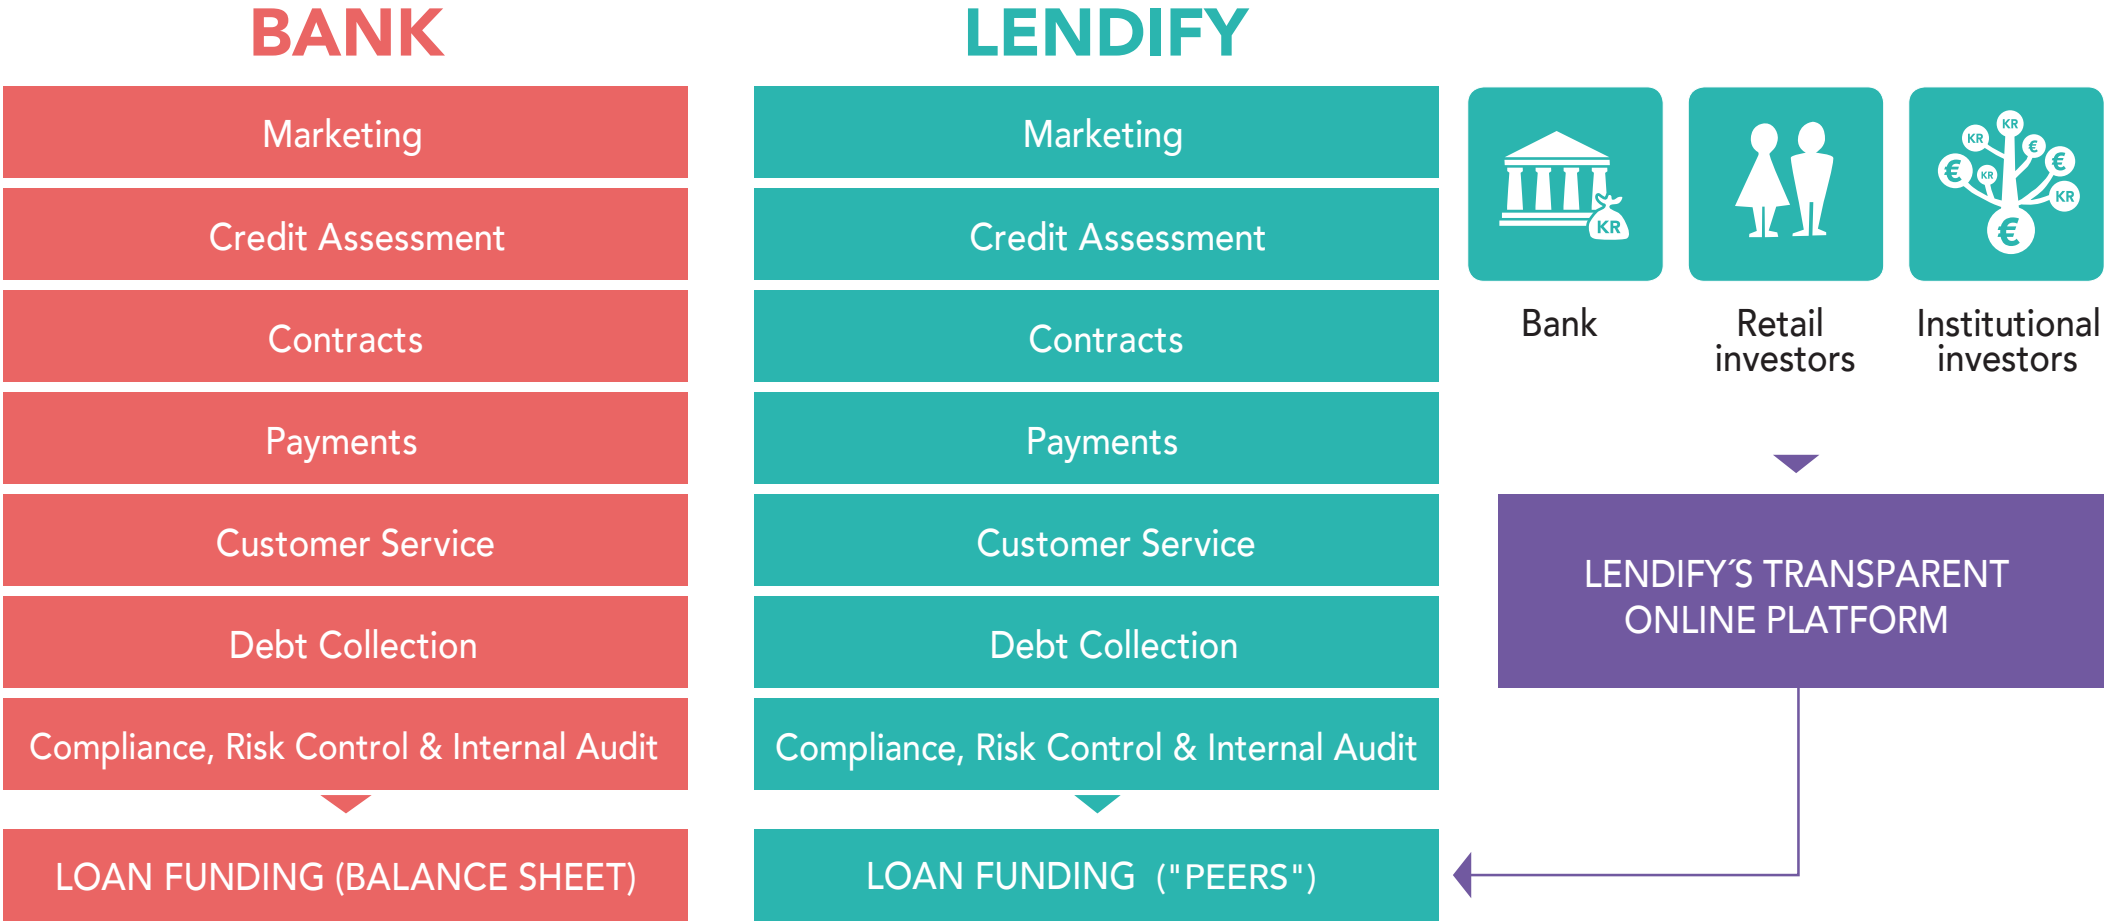 BANK
Marketing
Credit Assessment
Contracts
Payments
Customer Service
Debt Collection
Compliance, Risk Control & Internal Audit
LOAN FUNDING (BALANCE SHEET)
LENDIFY
Marketing
Credit Assessment
Contracts
Payments
Customer Service
Debt Collection
Compliance, Risk Control & Internal Audit
LOAN FUNDING ("PEERS")
KR
Bank
Retail
investors
KR
KR
€
€
€
KR
KR
€
Institutional
investors
LENDIFY´S TRANSPARENT
ONLINE PLATFORM